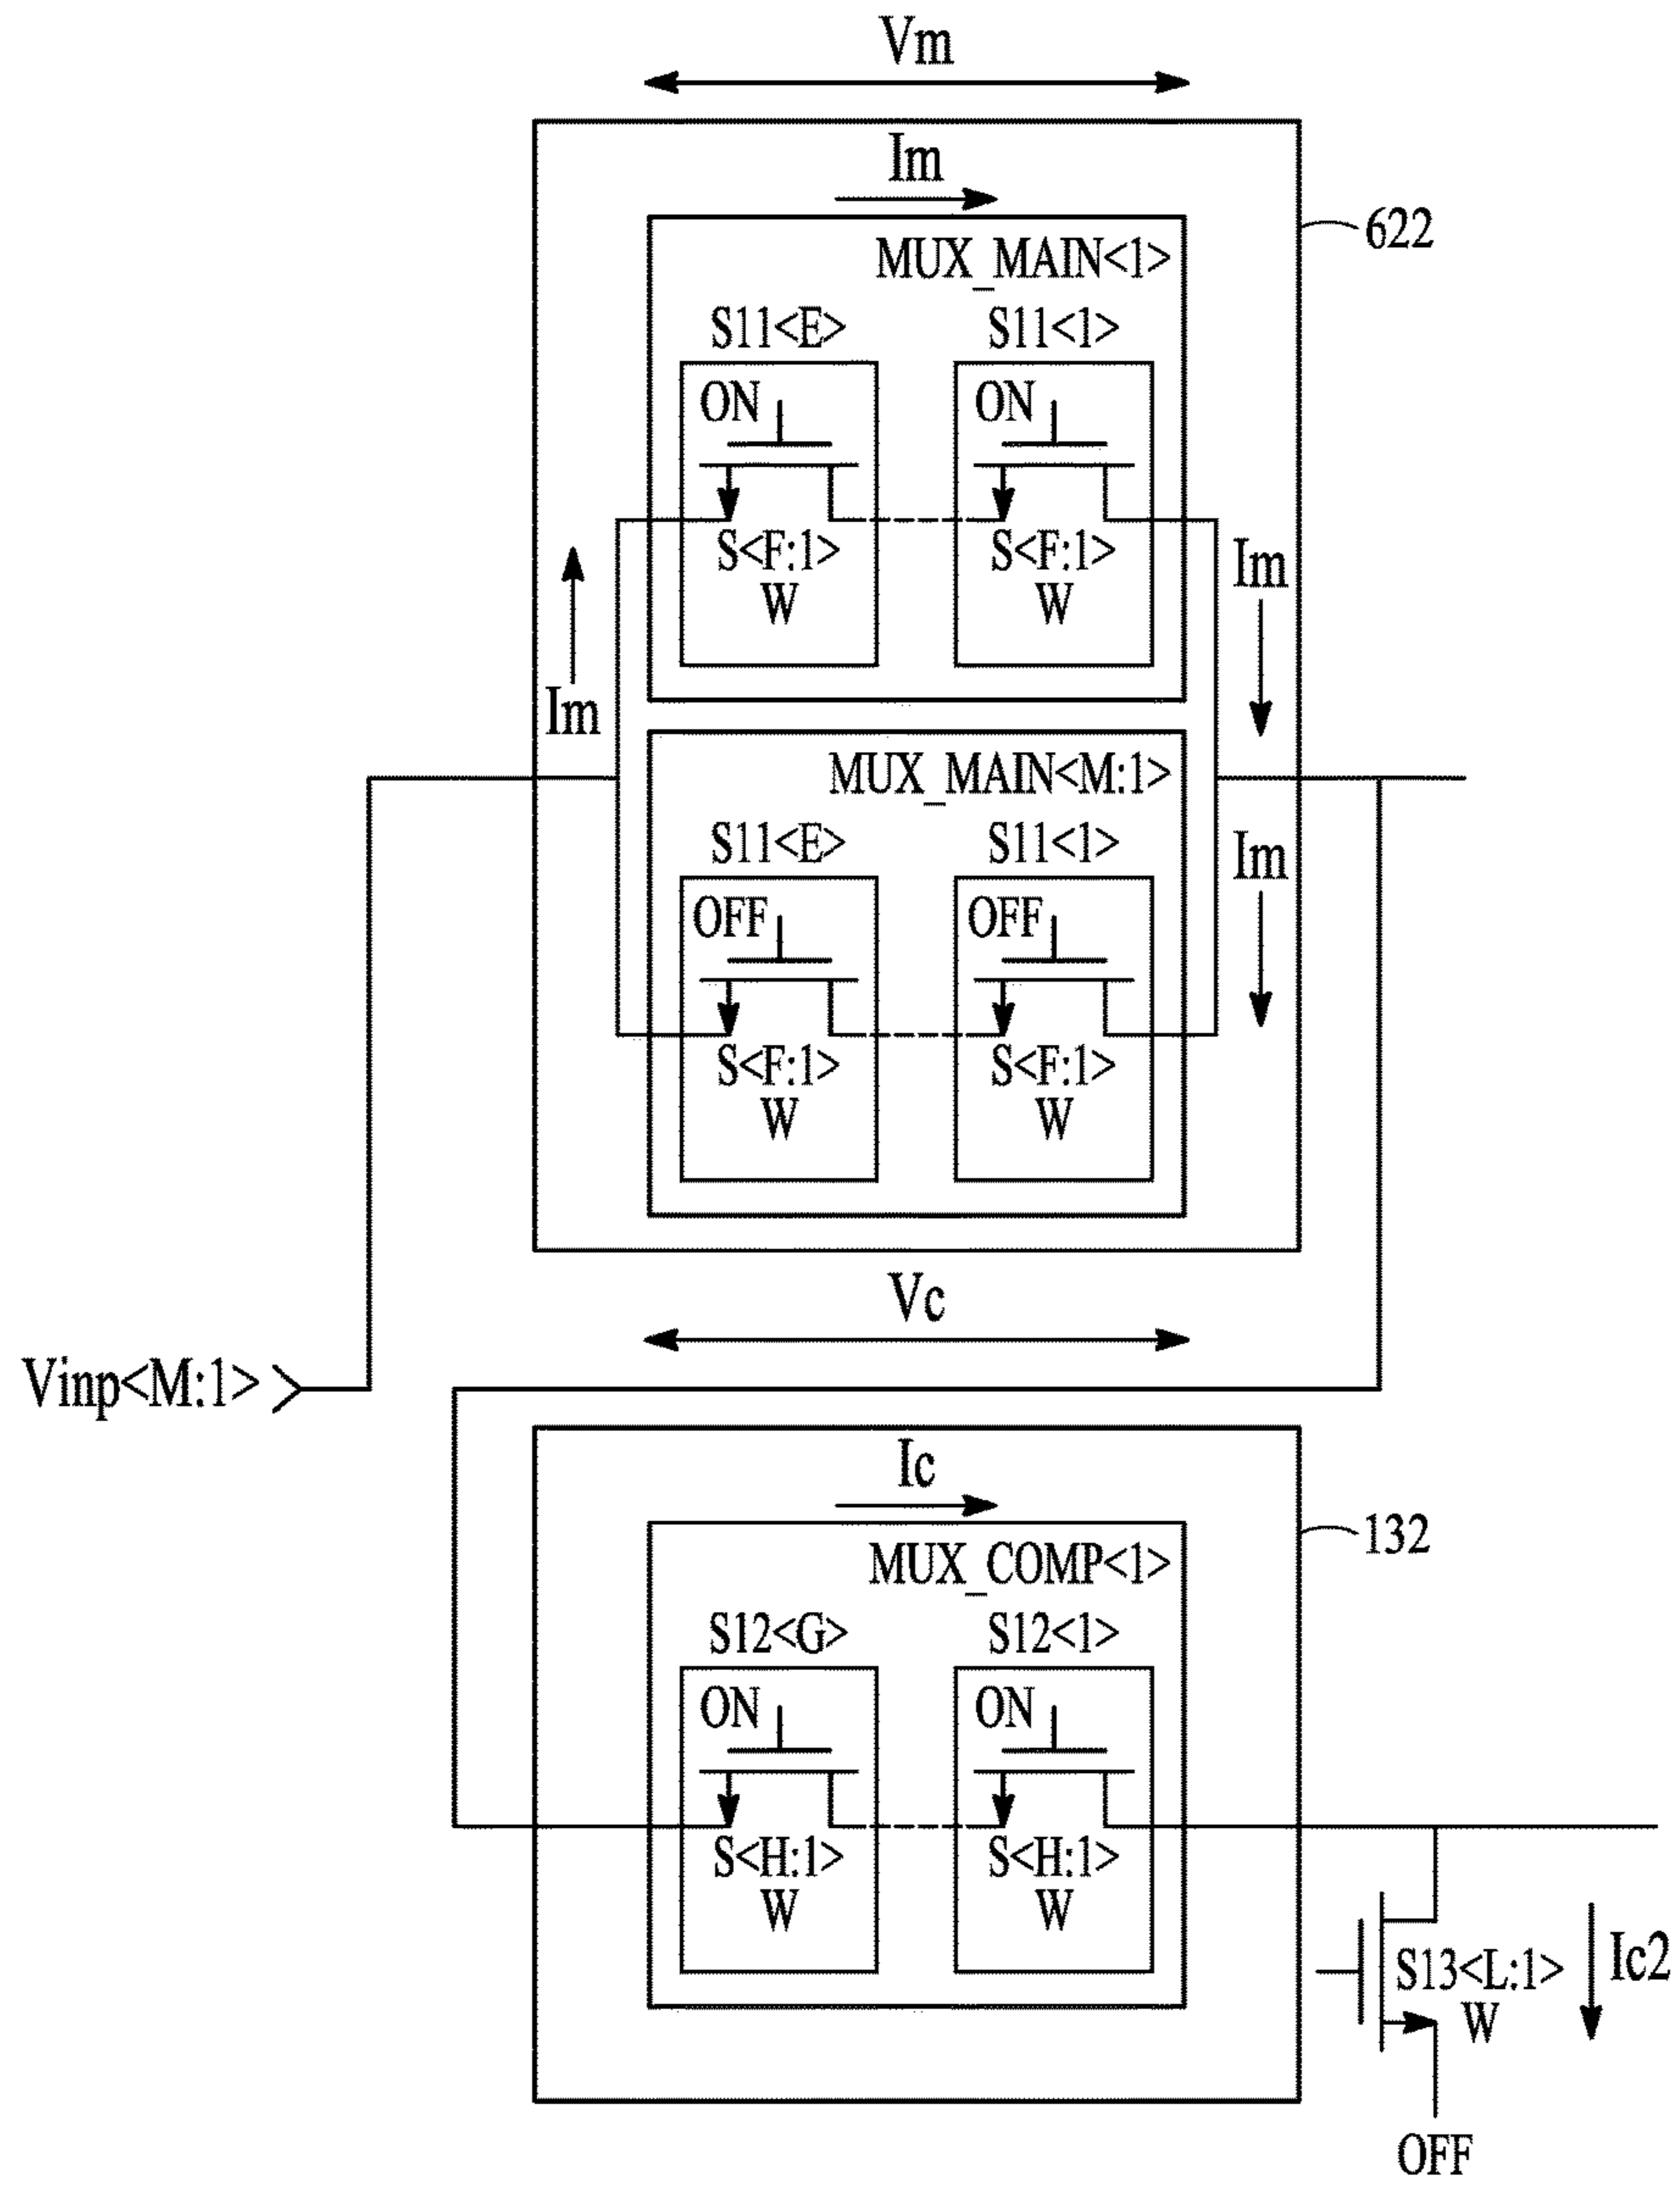 Vm
Im
622
MUX_MAIN<1>
S11<E> S11<1>
ON ON
S<F:1> S<F:1>
W W
Im
Im
MUX_MAIN<M:1>
S11<E> S11<1>
Im
OFF OFF
S<F:1> S<F:1>
W W
Vc
Vinp<M:1>
Ic
132
MUX_COMP<1>
S12<G> S12<1>
ON ON
S<H:1> S<H:1>
W W
S13<L:1> Ic2
W
OFF